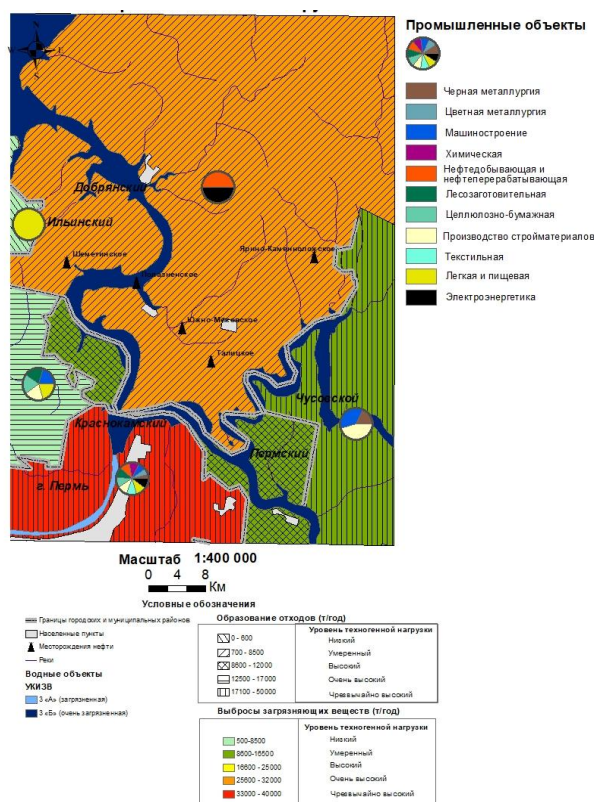 N
W
E
S
Промышленные объекты
Черная металлургия
Цветная металлургия
Машиностроение
Химическая
Нефтедобывающая и
нефтеперерабатывающая
Лесозаготовительная
Целлюлозно-бумажная
Производство стройматериалов
Текстильная
Легкая и пищевая
Электроэнергетика
Добрянский
Ильинский
Шеметинское
Яряно-Каменноложское
Талицкое
Чусовской
Краснокамский
Пермский
г. Пермь
Масштаб 1:400 000
0 4 8
Км
Условные обозначения
Границы городских и муниципальных районов
Населенные пункты
Месторождения нефти
Реки
Водные объекты
УКИЗВ
3 «А» (загрязненная)
3 «Б» (очень загрязненная)
Образование отходов (т/год)
Уровень техногенной нагрузки
0 - 600 Низкий
700 - 8500 Умеренный
8600 - 12000 Высокий
12500 - 17000 Очень высокий
17100 - 50000 Чрезвычайно высокий
Выбросы загрязняющих веществ (т/год)
Уровень техногенной нагрузки
500-8500 Низкий
8600-16500 Умеренный
16600 - 25000 Высокий
25600 - 32000 Очень высокий
33000 - 40000 Чрезвычайно высокий